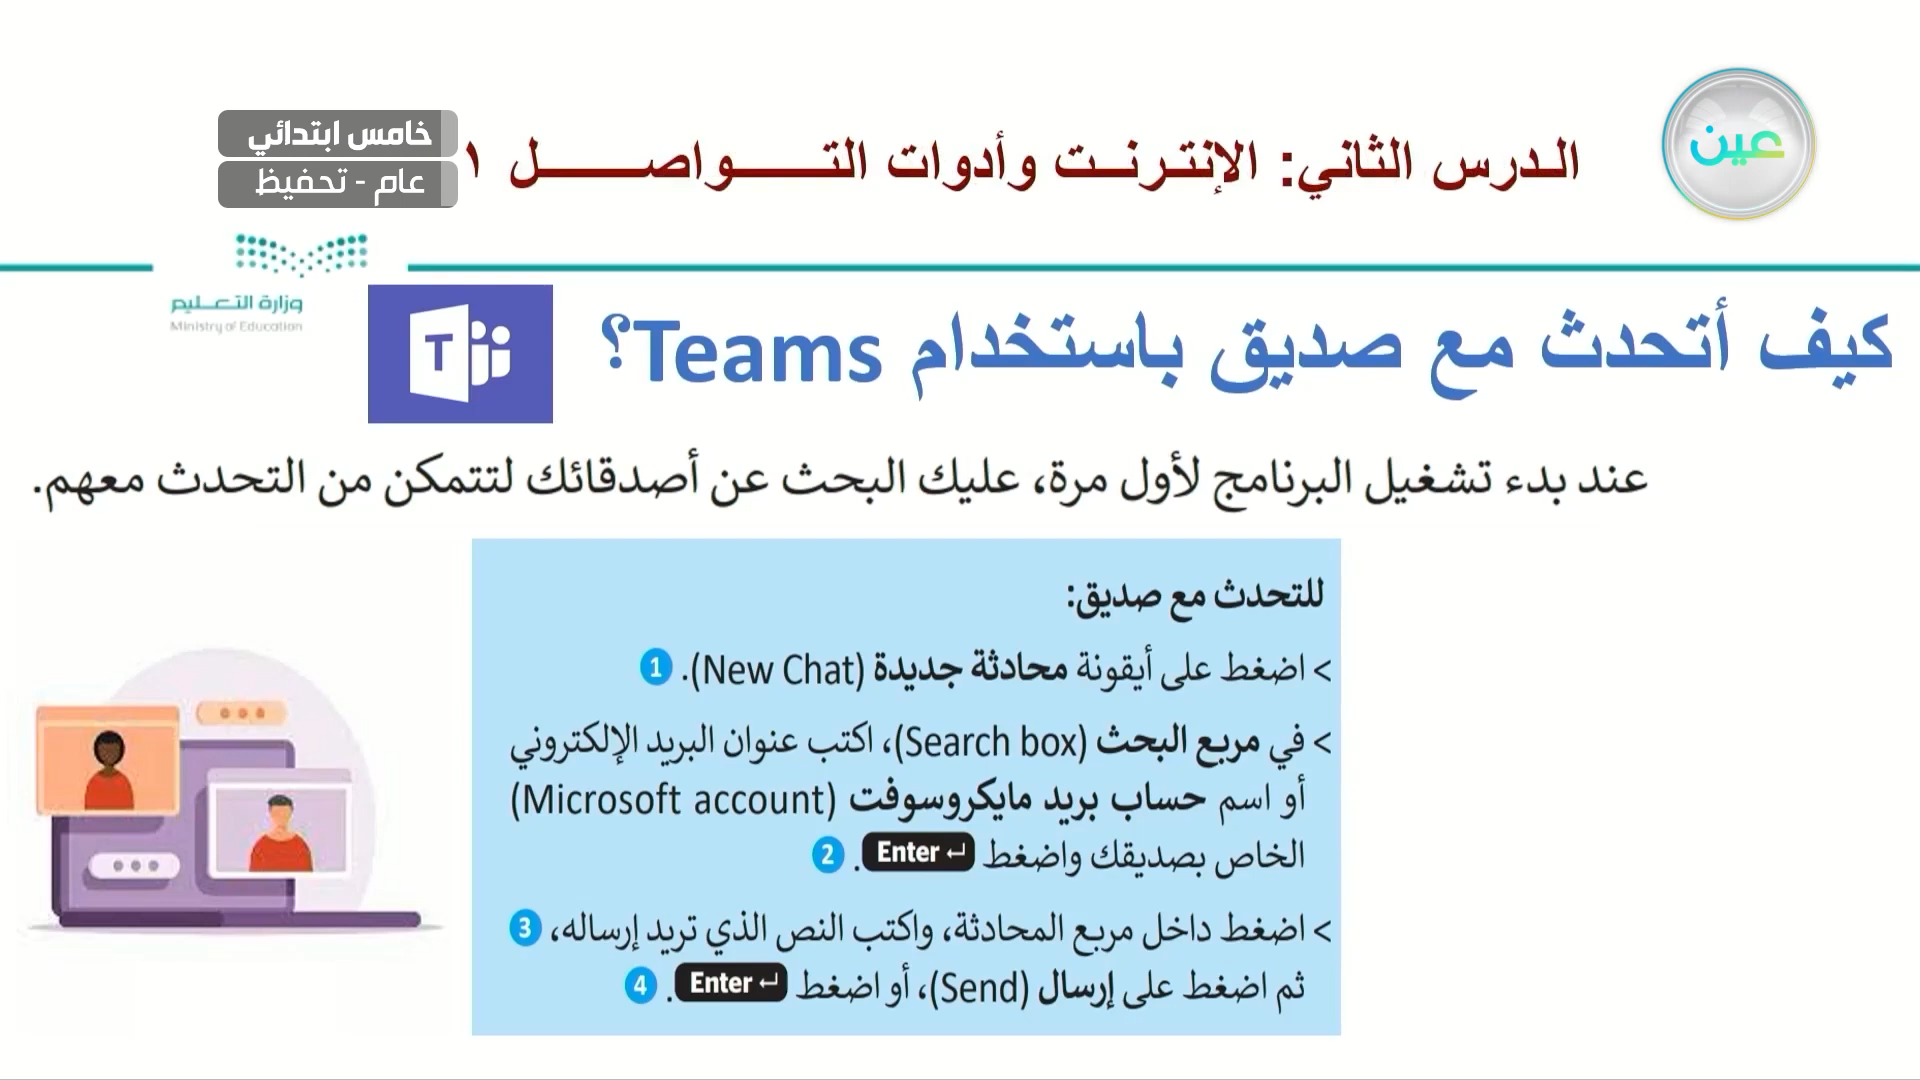 خامس ابتدائي
عام - تحفيظ
الدرس الثاني: الإنترنت وأدوات التواصل ١
عين
وزارة التعليم
Ministry of Education
كيف أتحدث مع صديق باستخدام Teams؟
T
عند بدء تشغيل البرنامج لأول مرة، عليك البحث عن أصدقائك لتتمكن من التحدث معهم.
للتحدث مع صديق:
> اضغط على أيقونة محادثة جديدة (New Chat). 1
> في مربع البحث (Search box)، اكتب عنوان البريد الإلكتروني
أو اسم حساب بريد مايكروسوفت (Microsoft account)
الخاص بصديقك واضغط Enter ↵. 2
> اضغط داخل مربع المحادثة، واكتب النص الذي تريد إرساله، 3
ثم اضغط على إرسال (Send)، أو اضغط Enter ↵. 4